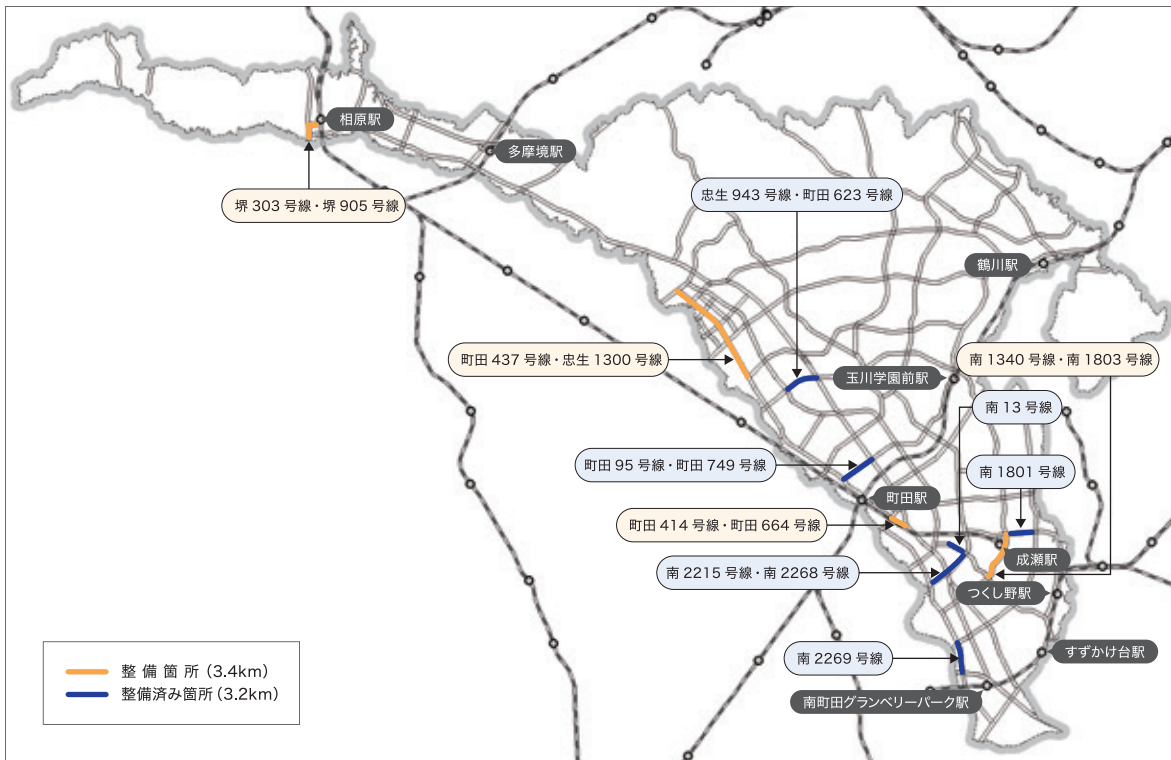 相原駅
多摩境駅
堺 303 号線・堺 905 号線
忠生 943 号線・町田 623 号線
鶴川駅
町田 437 号線・忠生 1300 号線
玉川学園前駅
南 1340 号線・南 1803 号線
南 13 号線
町田 95 号線・町田 749 号線
南 1801 号線
町田駅
町田 414 号線・町田 664 号線
成瀬駅
南 2215 号線・南 2268 号線
つくし野駅
南 2269 号線
すずかけ台駅
南町田グランベリーパーク駅
整 備 箇 所 (3.4km)
整備済み箇所 (3.2km)